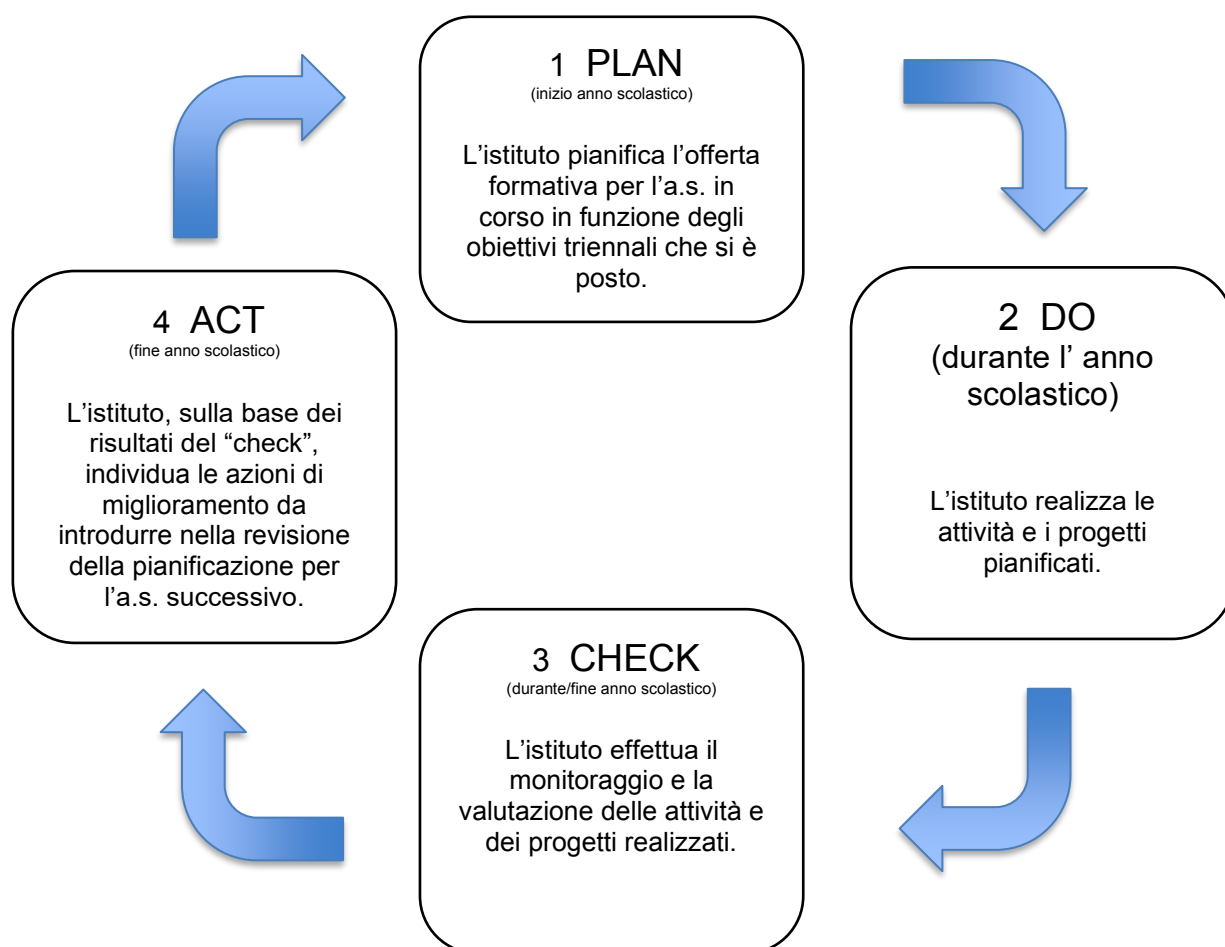 1 PLAN
(inizio anno scolastico)
L'istituto pianifica l'offerta
formativa per l'a.s. in
corso in funzione degli
obiettivi triennali che si è
posto.
2 DO
(durante l' anno
scolastico)
L'istituto realizza le
attività e i progetti
pianificati.
3 CHECK
(durante/fine anno scolastico)
L'istituto effettua il
monitoraggio e la
valutazione delle attività e
dei progetti realizzati.
4 ACT
(fine anno scolastico)
L'istituto, sulla base dei
risultati del “check”,
individua le azioni di
miglioramento da
introdurre nella revisione
della pianificazione per
l'a.s. successivo.